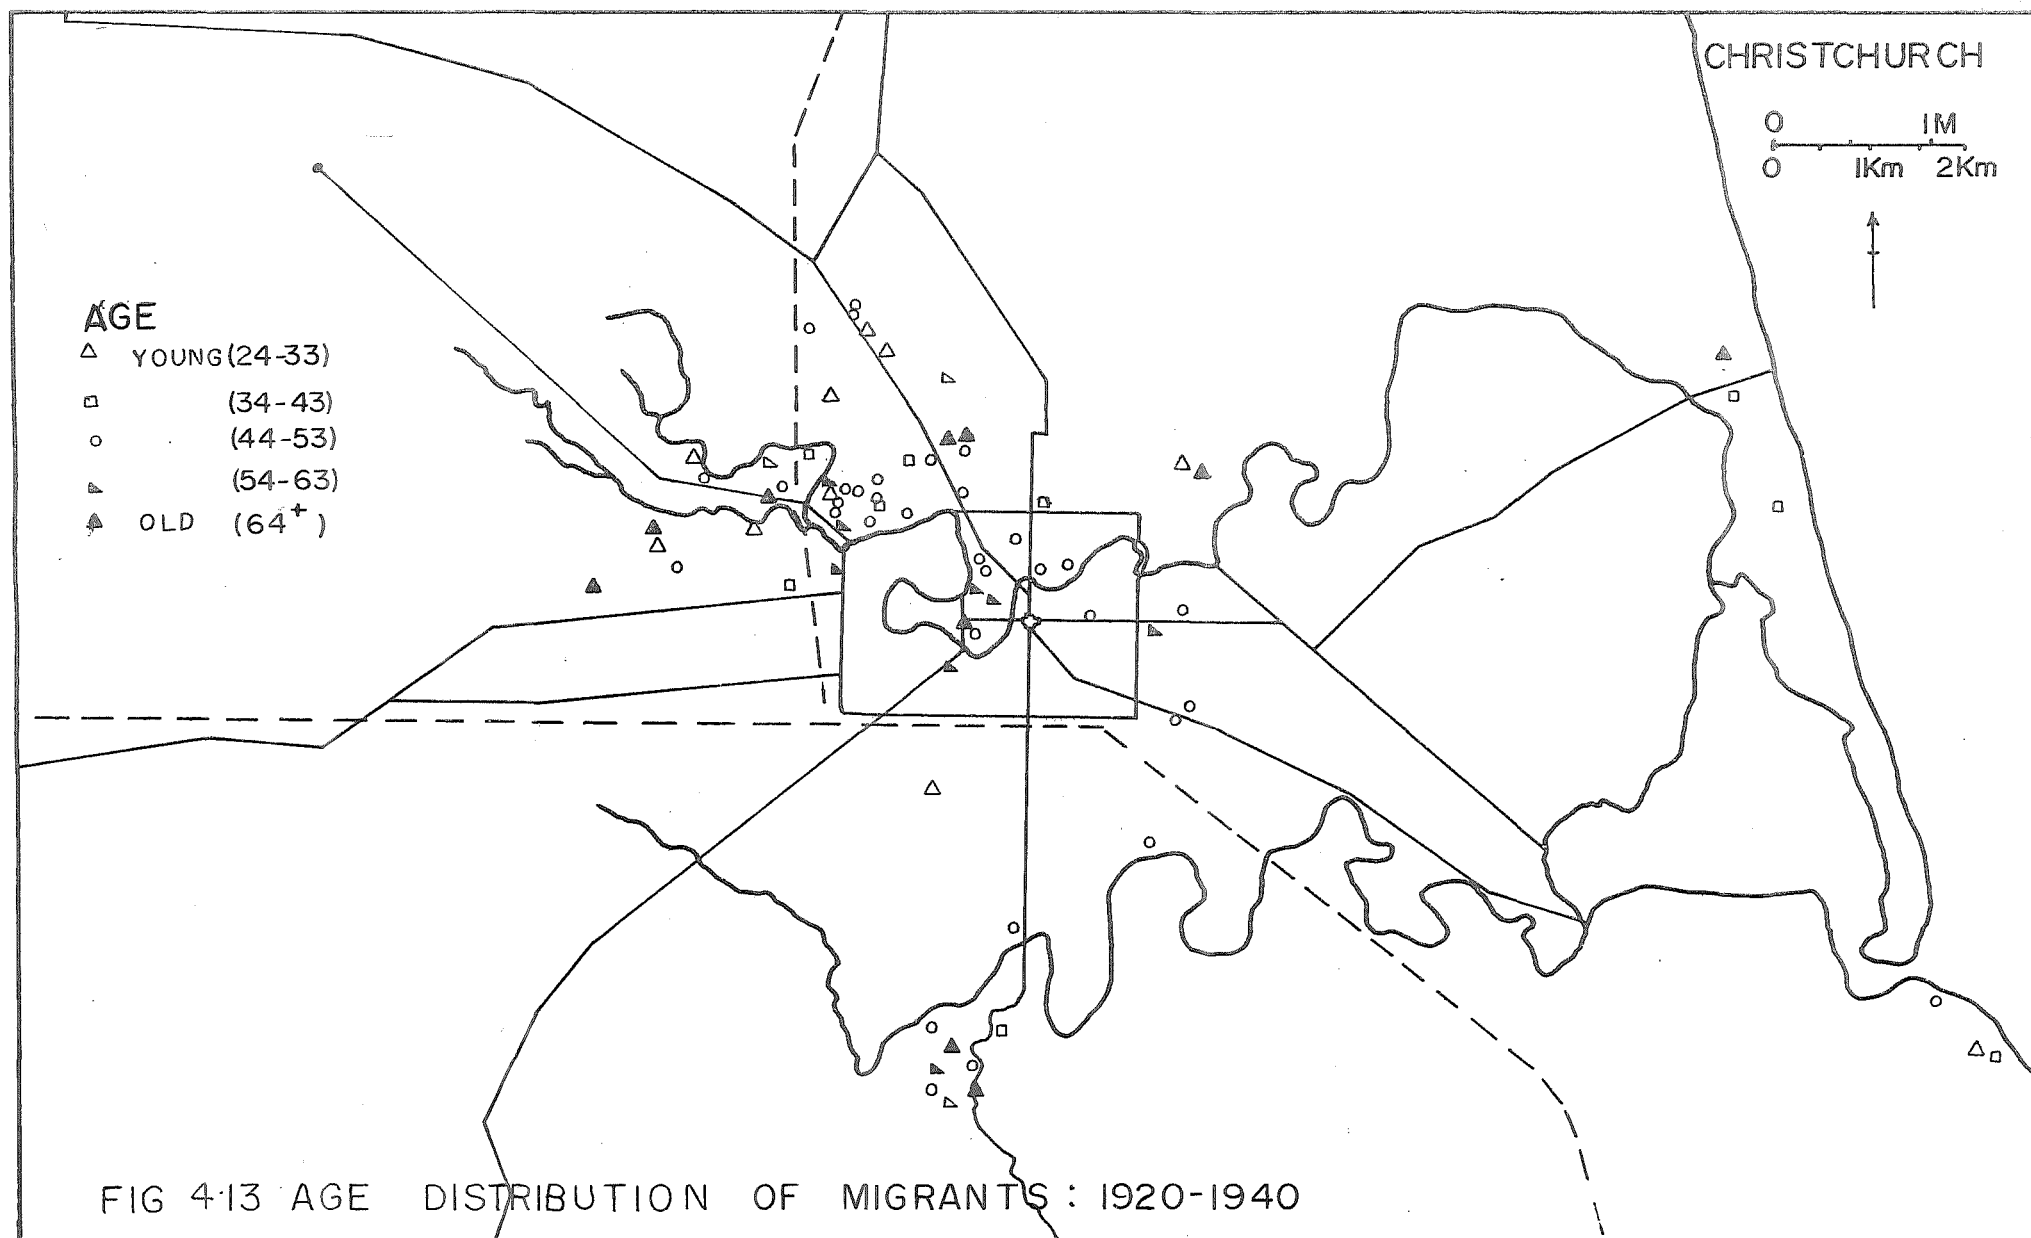 CHRISTCHURCH
0 1M
0 1Km 2Km
AGE
YOUNG (24-33)
(34-43)
(44-53)
(54-63)
OLD (64+)
FIG 4·13 AGE DISTRIBUTION OF MIGRANTS: 1920-1940